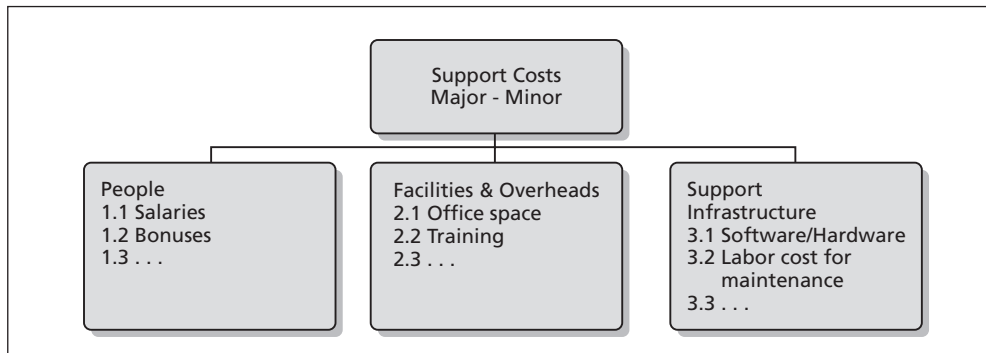 Support Costs
Major - Minor
People
1.1 Salaries
1.2 Bonuses
1.3 . . .
Facilities & Overheads
2.1 Office space
2.2 Training
2.3 . . .
Support
Infrastructure
3.1 Software/Hardware
3.2 Labor cost for
maintenance
3.3 . . .